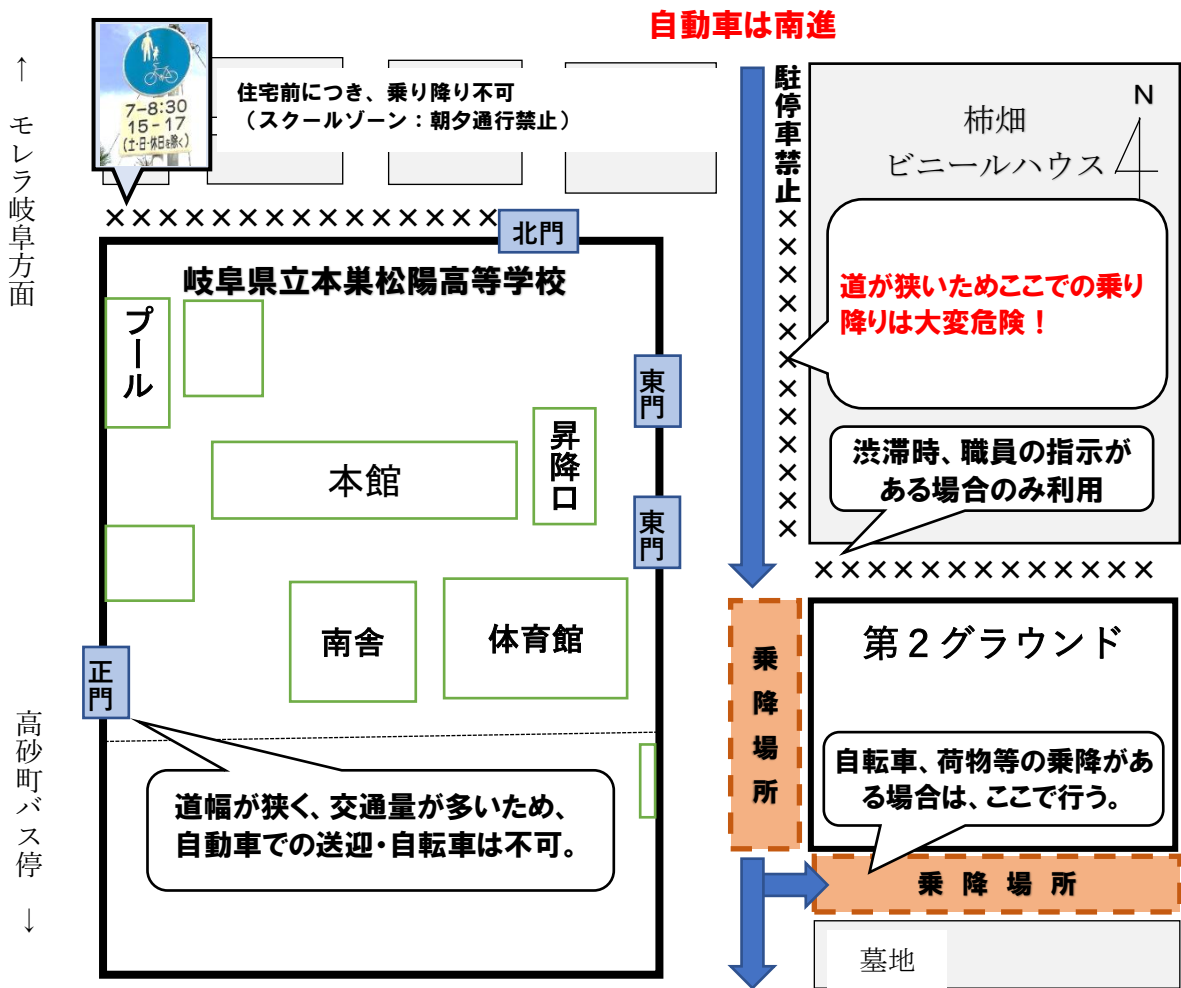 自動車は南進
7-8:30
15-17
(土・日・休日を除く)
住宅前につき、乗り降り不可
（スクールゾーン：朝夕通行禁止）
↑ モレラ岐阜方面
駐停車禁止
N
柿畑
ビニールハウス
××××××××××××××××
北門
岐阜県立本巣松陽高等学校
××××××××××××
道が狭いためここでの乗り
降りは大変危険！
プール
東門
昇降口
本館
渋滞時、職員の指示が
ある場合のみ利用
東門
×××××××××××××
南舎
体育館
第２グラウンド
乗降場所
正門
高砂町バス停 ↓
自転車、荷物等の乗降があ
る場合は、ここで行う。
道幅が狭く、交通量が多いため、
自動車での送迎・自転車は不可。
乗降場所
墓地